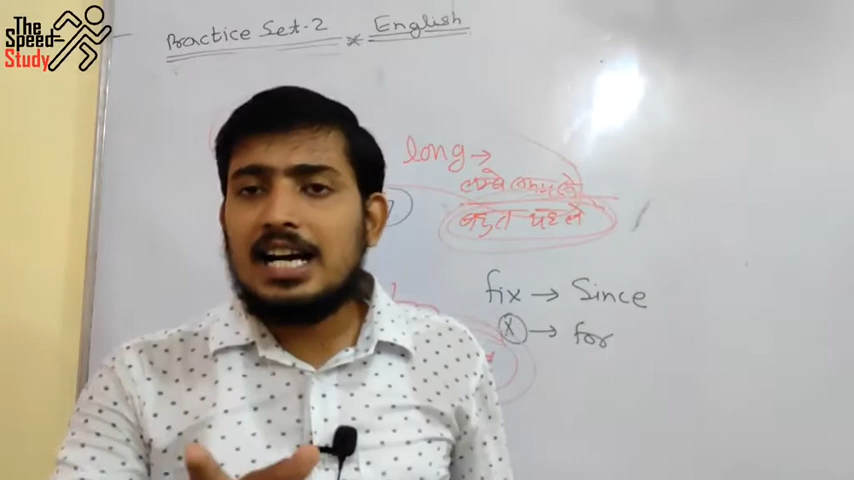 The
Speed
Study
Practice Set-2 * English
long →
लम्बे समय से
बहुत पहले
fix → Since
x → for